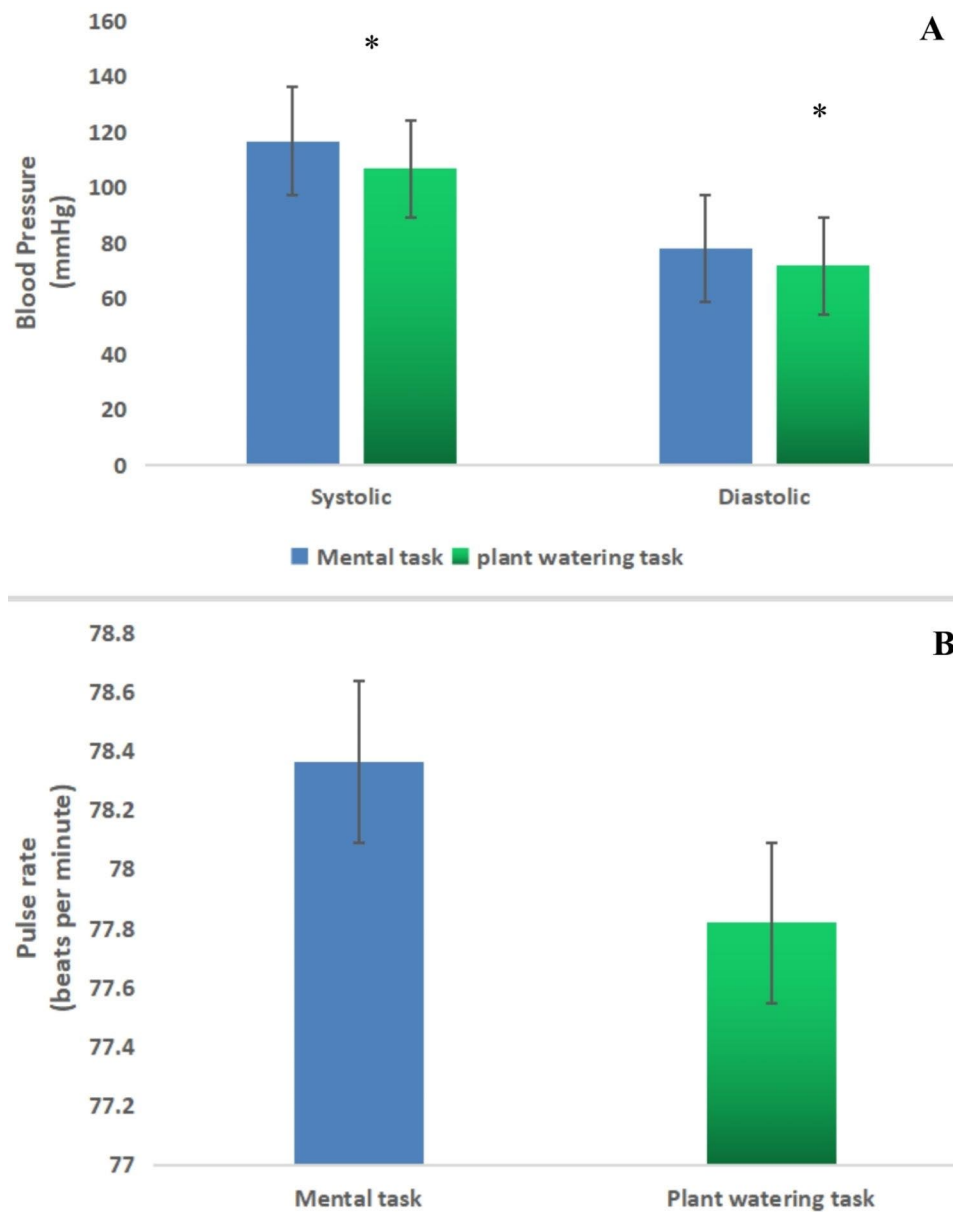 A
*
*
160
140
120
100
80
60
40
20
0
Blood Pressure
(mmHg)
Systolic
Diastolic
Mental task
plant watering task
B
78.8
78.6
78.4
78.2
78
77.8
77.6
77.4
77.2
77
Pulse rate
(beats per minute)
Mental task
Plant watering task